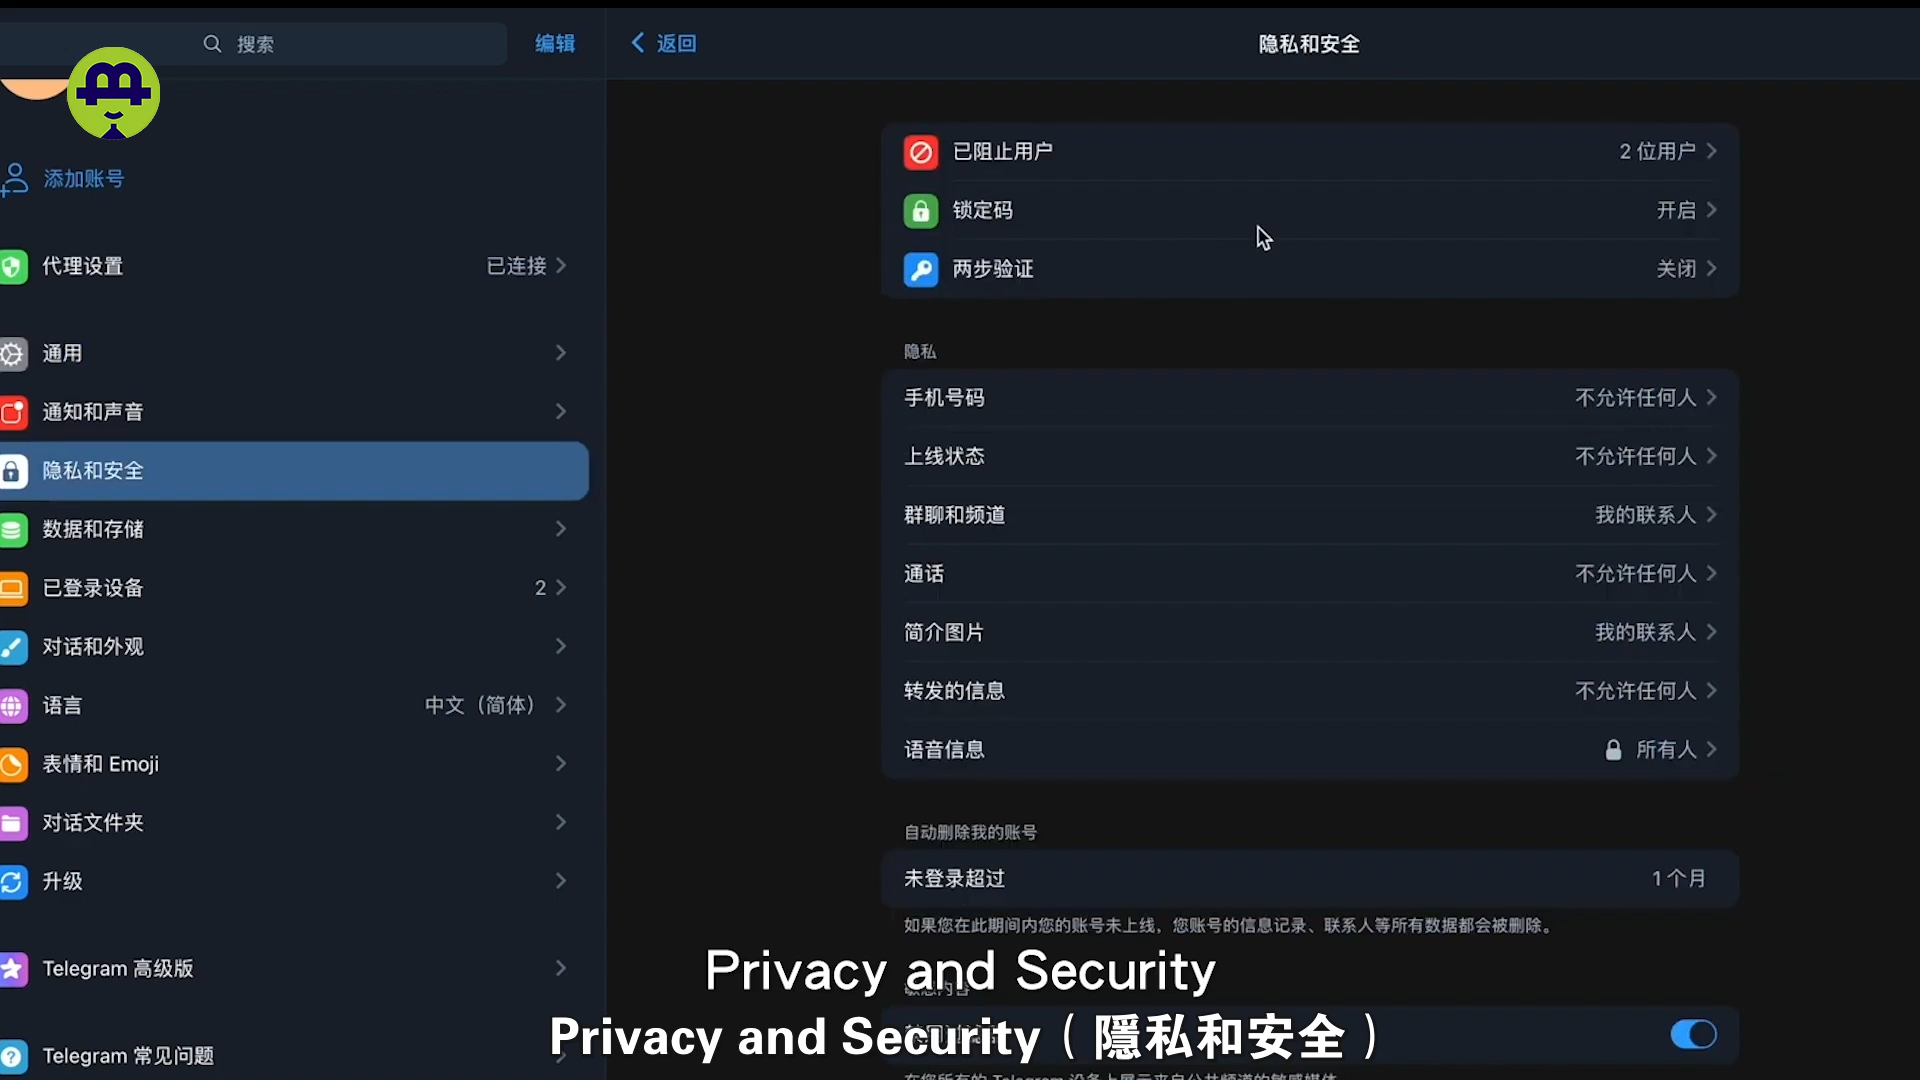 搜索
编辑
返回
隐私和安全
添加账号
代理设置
已连接
通用
通知和声音
隐私和安全
数据和存储
已登录设备
2
对话和外观
语言
中文（简体）
表情和 Emoji
对话文件夹
升级
Telegram 高级版
Telegram 常见问题
已阻止用户
2 位用户
锁定码
开启
两步验证
关闭
隐私
手机号码
不允许任何人
上线状态
不允许任何人
群聊和频道
我的联系人
通话
不允许任何人
简介图片
我的联系人
转发的信息
不允许任何人
语音信息
所有人
自动删除我的账号
未登录超过
1 个月
如果您在此期间内您的账号未上线，您账号的信息记录、联系人等所有数据都会被删除。
Privacy and Security
Privacy and Security（隱私和安全）